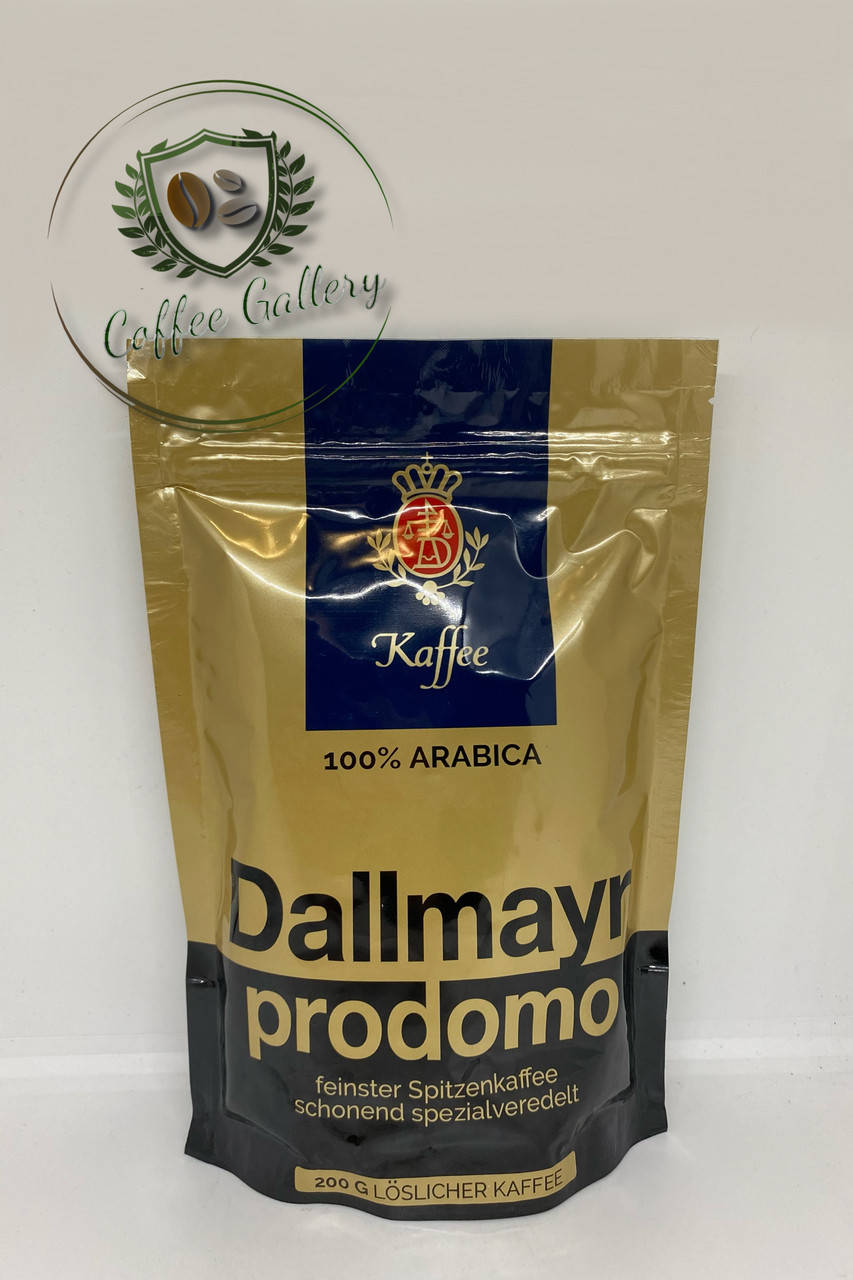 Coffee Gallery
Kaffee
100% ARABICA
Dallmayr
prodomo
feinster Spitzenkaffee
schonend spezialveredelt
200 G LÖSLICHER KAFFEE